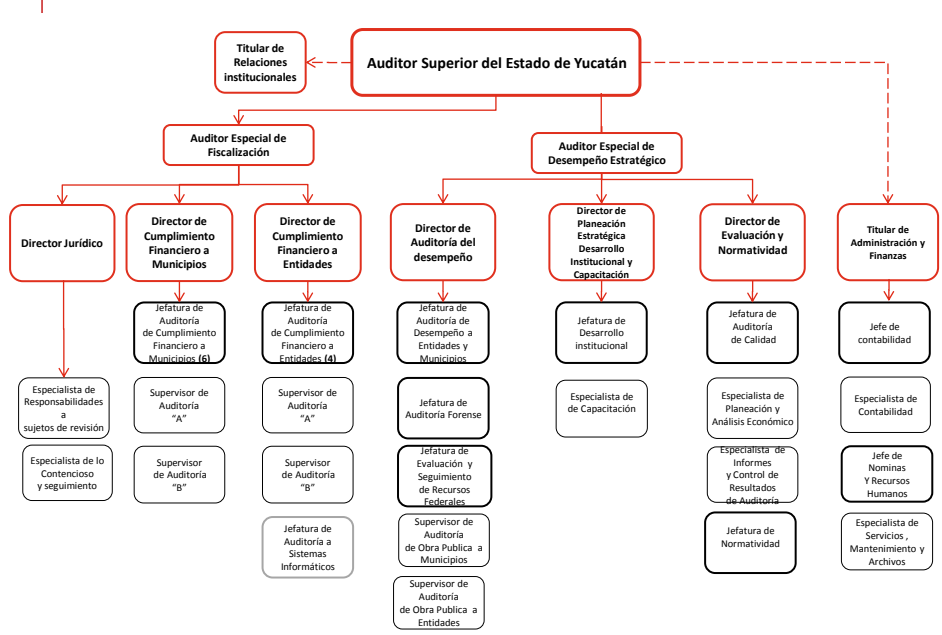 Titular de
Relaciones
institucionales
Auditor Superior del Estado de Yucatán
Auditor Especial de
Fiscalización
Auditor Especial de
Desempeño Estratégico
Director Jurídico
Director de
Cumplimiento
Financiero a
Municipios
Director de
Cumplimiento
Financiero a
Entidades
Director de
Auditoría del
desempeño
Director de
Planeación
Estratégica
Desarrollo
Institucional y
Capacitación
Director de
Evaluación y
Normatividad
Titular de
Administración y
Finanzas
Jefatura de
Auditoría
de Cumplimiento
Financiero a
Municipios (6)
Jefatura de
Auditoría
de Cumplimiento
Financiero a
Entidades (4)
Jefatura de
Auditoría de
Desempeño a
Entidades y
Municipios
Jefatura de
Desarrollo
institucional
Jefatura de
Auditoría
de Calidad
Jefe de
contabilidad
Especialista de
Responsabilidades
a
sujetos de revisión
Supervisor de
Auditoría
“A”
Supervisor de
Auditoría
“A”
Jefatura de
Auditoría Forense
Especialista de
de Capacitación
Especialista de
Planeación y
Análisis Económico
Especialista de
Contabilidad
Especialista de lo
Contencioso
y seguimiento
Supervisor
de Auditoría
“B”
Supervisor
de Auditoría
“B”
Jefatura de
Evaluación y
Seguimiento
de Recursos
Federales
Especialista de
Informes
y Control de
Resultados
de Auditoría
Jefe de
Nominas
Y Recursos
Humanos
Jefatura de
Auditoría a
Sistemas
Informáticos
Supervisor de
Auditoría
de Obra Publica a
Municipios
Jefatura de
Normatividad
Especialista de
Servicios ,
Mantenimiento y
Archivos
Supervisor de
Auditoría
de Obra Publica a
Entidades